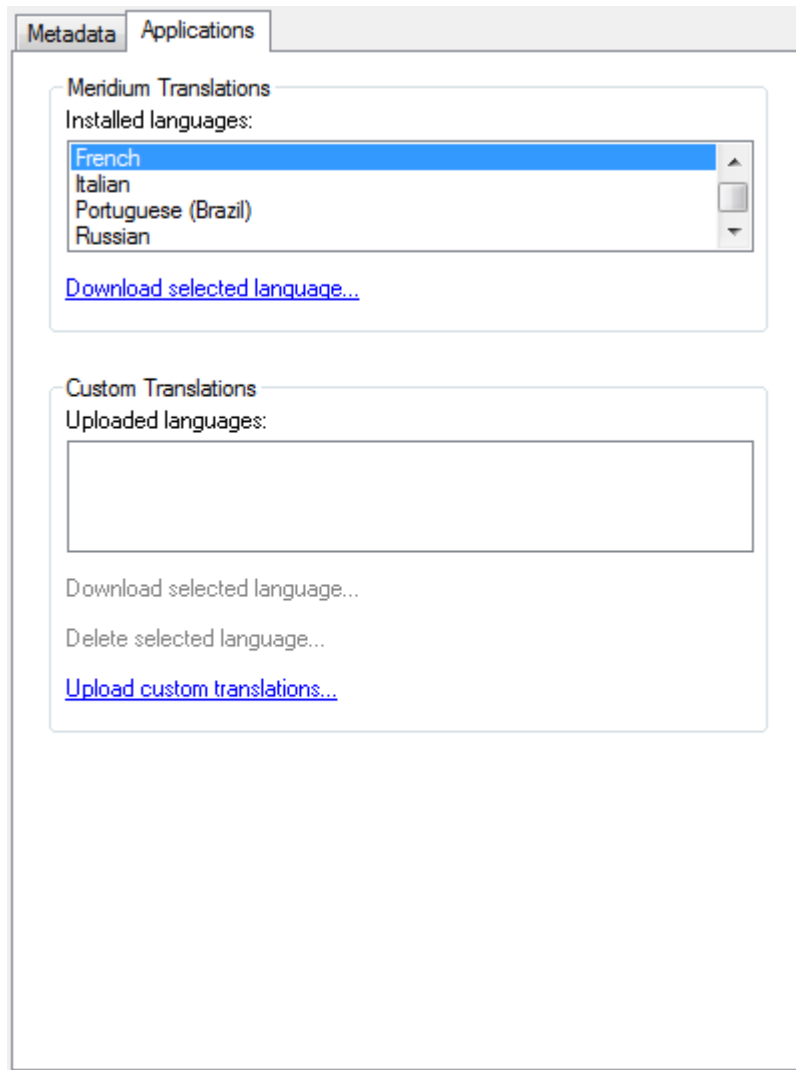 Metadata
Applications
Meridium Translations
Installed languages:
French
Italian
Portuguese (Brazil)
Russian
Download selected language...
Custom Translations
Uploaded languages:
Download selected language...
Delete selected language...
Upload custom translations...